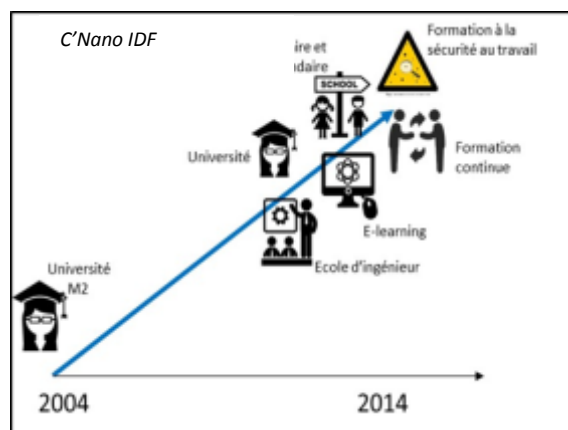 C'Nano IDF
Formation à la
sécurité au travail
ire et
ndaire
SCHOOL
Université
Formation
continue
E-learning
Ecole d'ingénieur
Université
M2
2004
2014